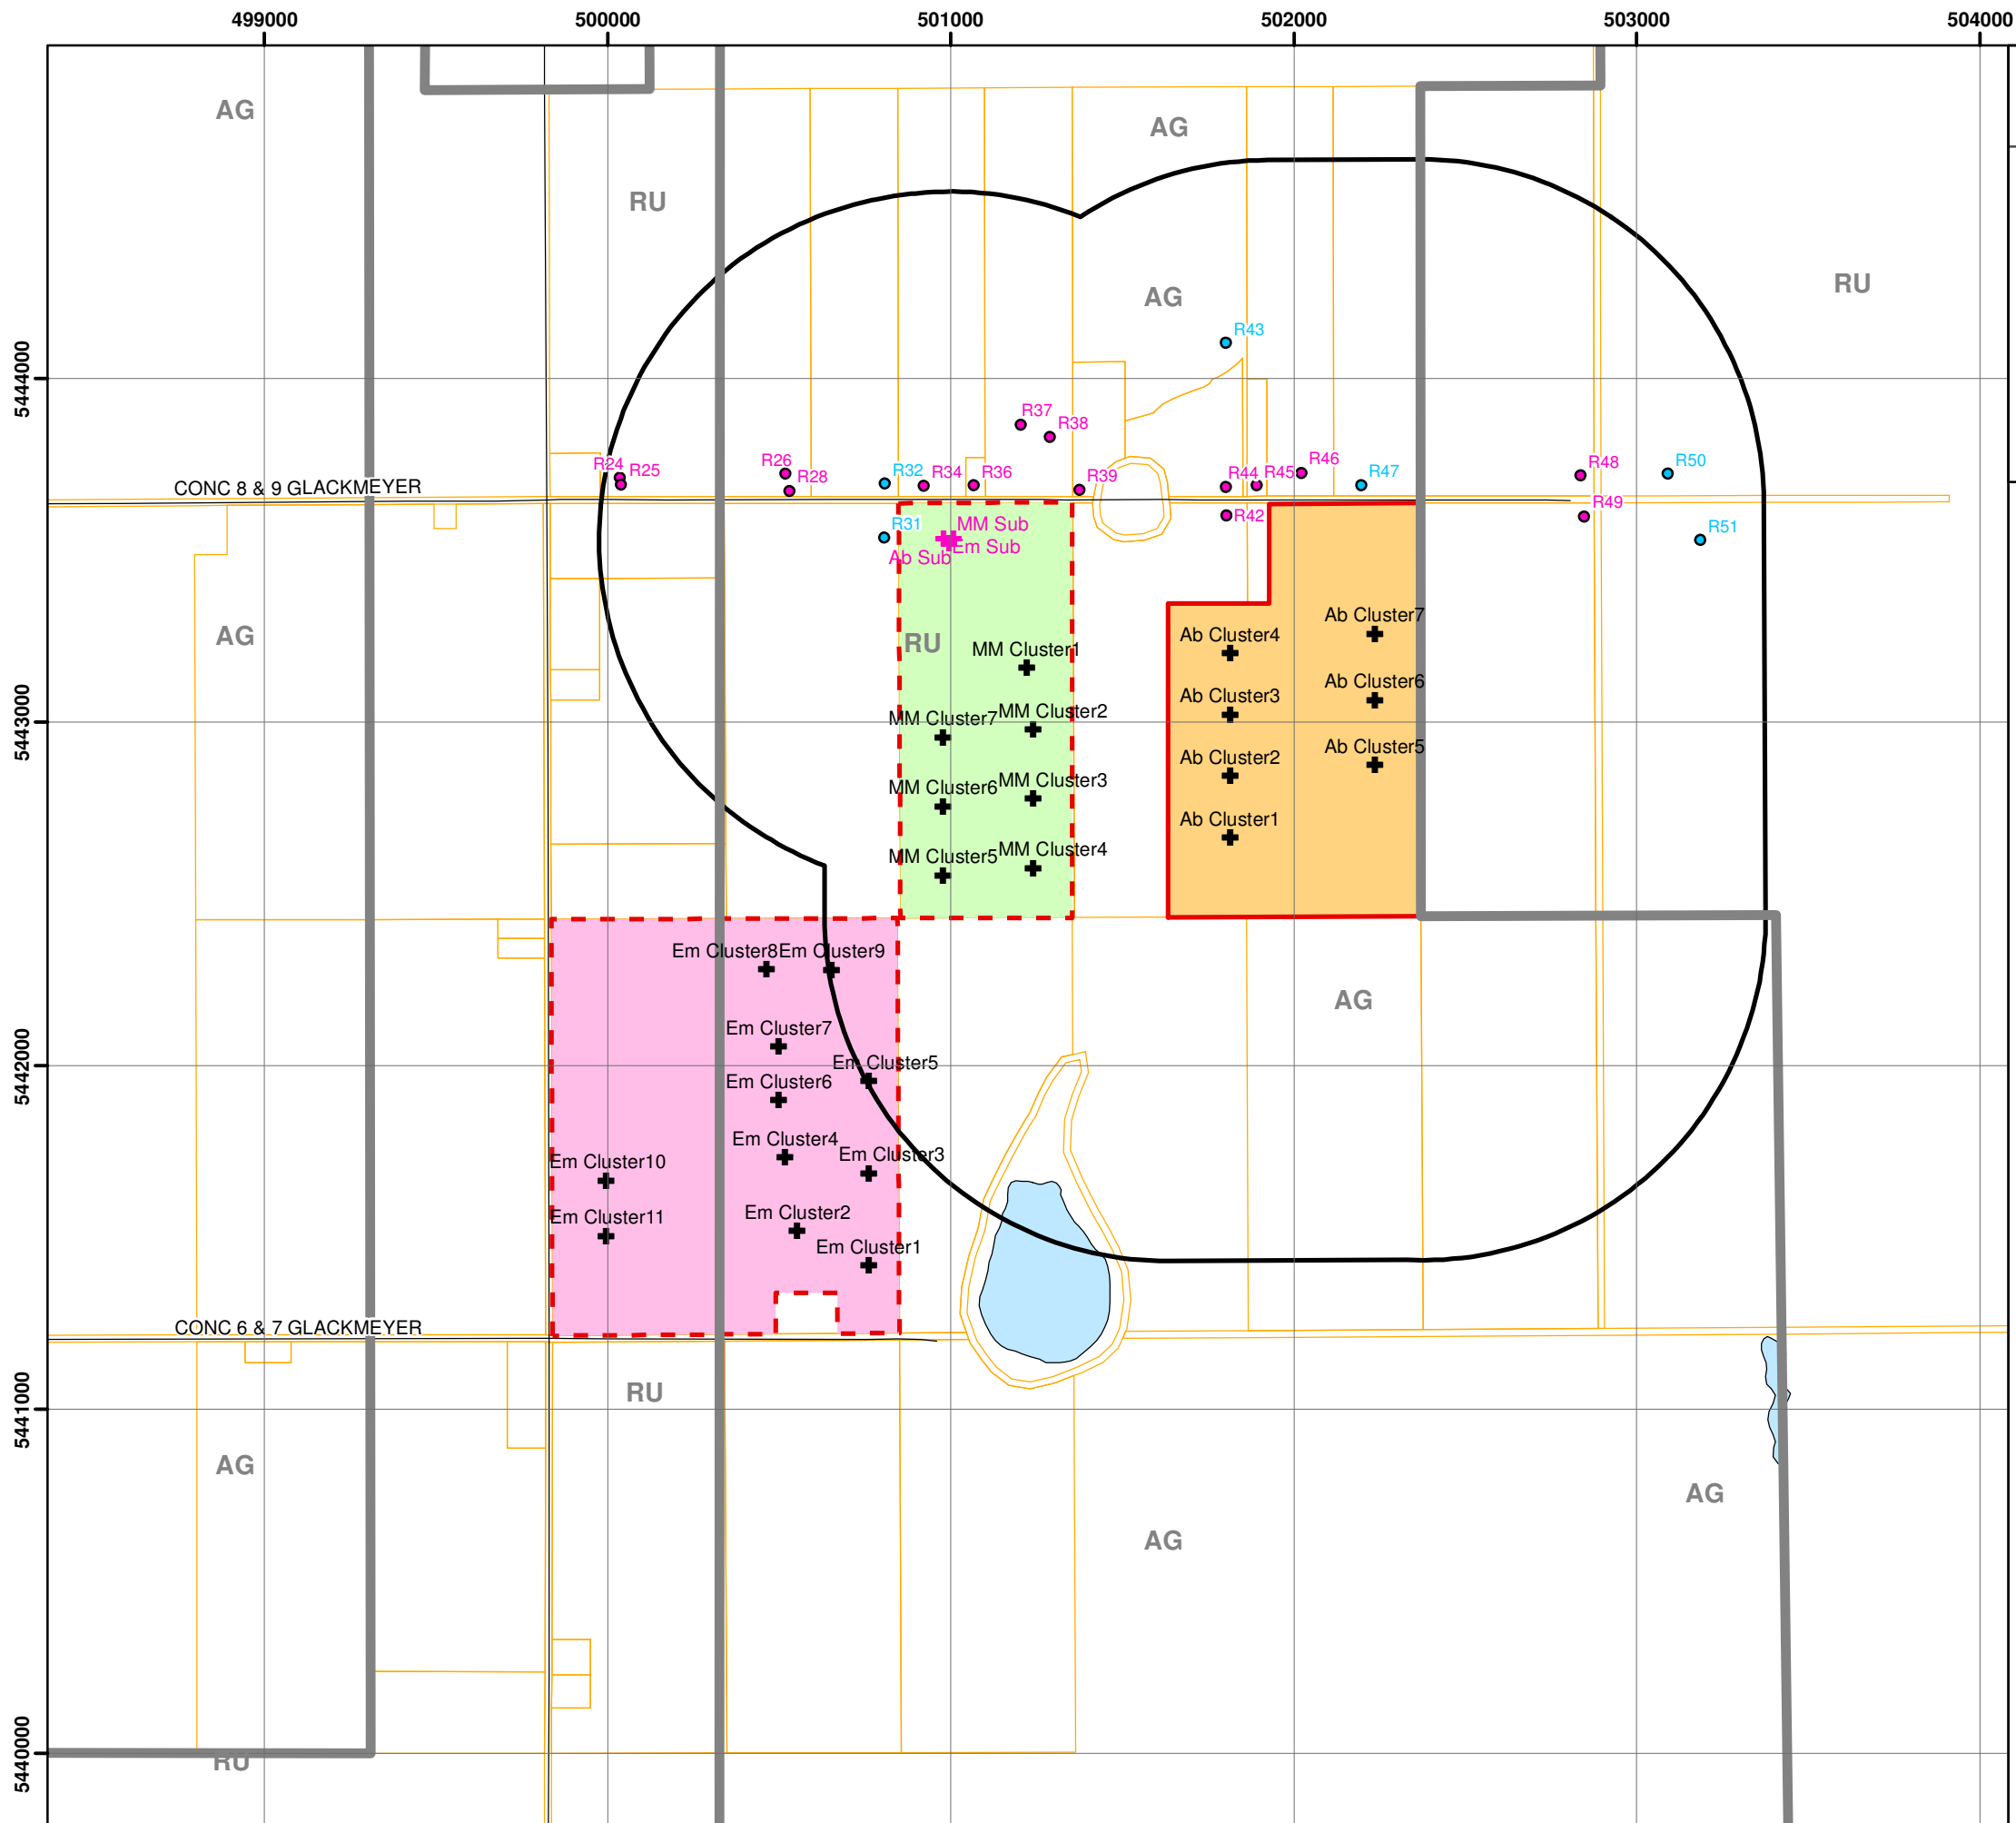 499000
500000
501000
502000
503000
504000
AG
AG
RU
RU
AG
R43
5444000
R37
R38
R24
R25
R26
R28
R32
R34
R36
R39
R44
R45
R46
R47
R48
R50
CONC 8 & 9 GLACKMEYER
R42
R49
R51
R31
MM Sub
Em Sub
Ab Sub
AG
RU
MM Cluster1
Ab Cluster4
Ab Cluster7
Ab Cluster3
Ab Cluster6
5443000
MM Cluster7
MM Cluster2
Ab Cluster2
Ab Cluster5
MM Cluster6
MM Cluster3
Ab Cluster1
MM Cluster5
MM Cluster4
Em Cluster8
Em Cluster9
AG
Em Cluster7
5442000
Em Cluster5
Em Cluster6
Em Cluster4
Em Cluster3
Em Cluster10
Em Cluster2
Em Cluster11
Em Cluster1
CONC 6 & 7 GLACKMEYER
RU
5441000
AG
AG
AG
5440000
RU